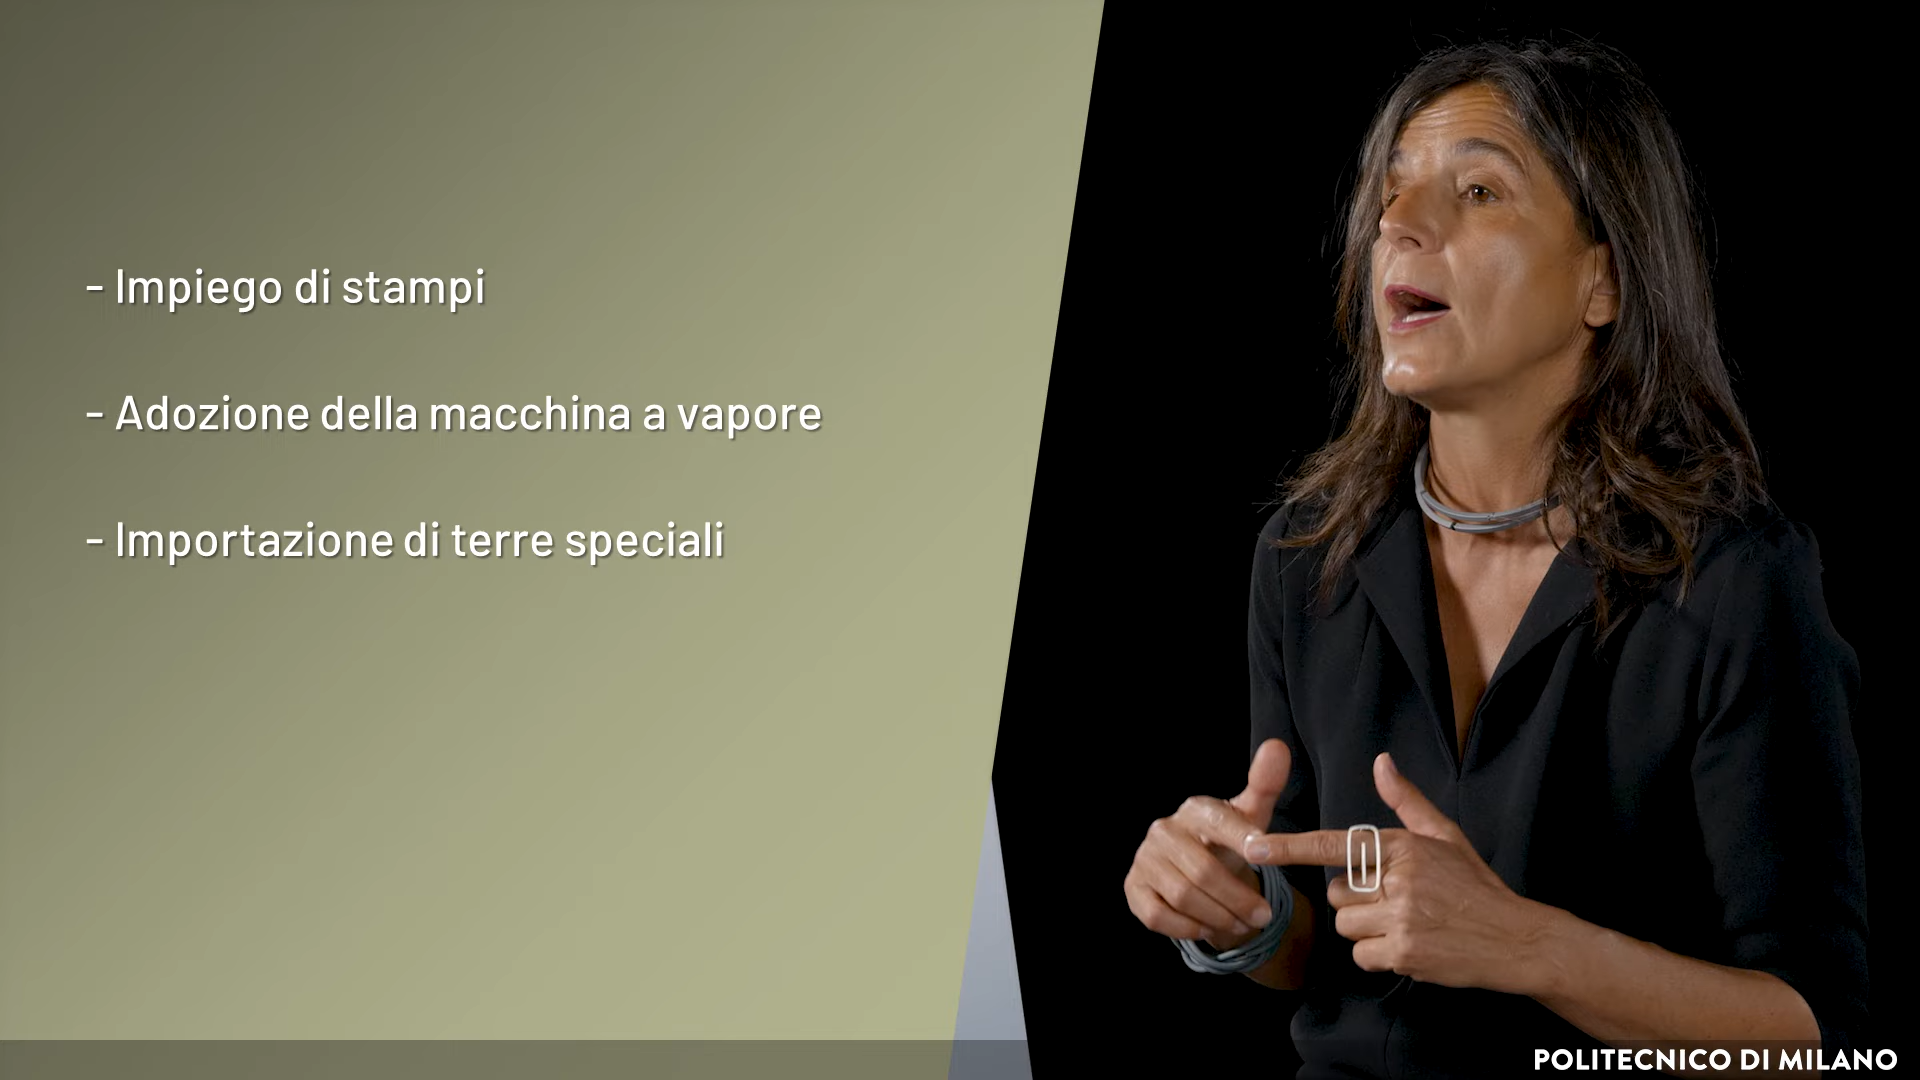 - Impiego di stampi
- Adozione della macchina a vapore
- Importazione di terre speciali
POLITECNICO DI MILANO